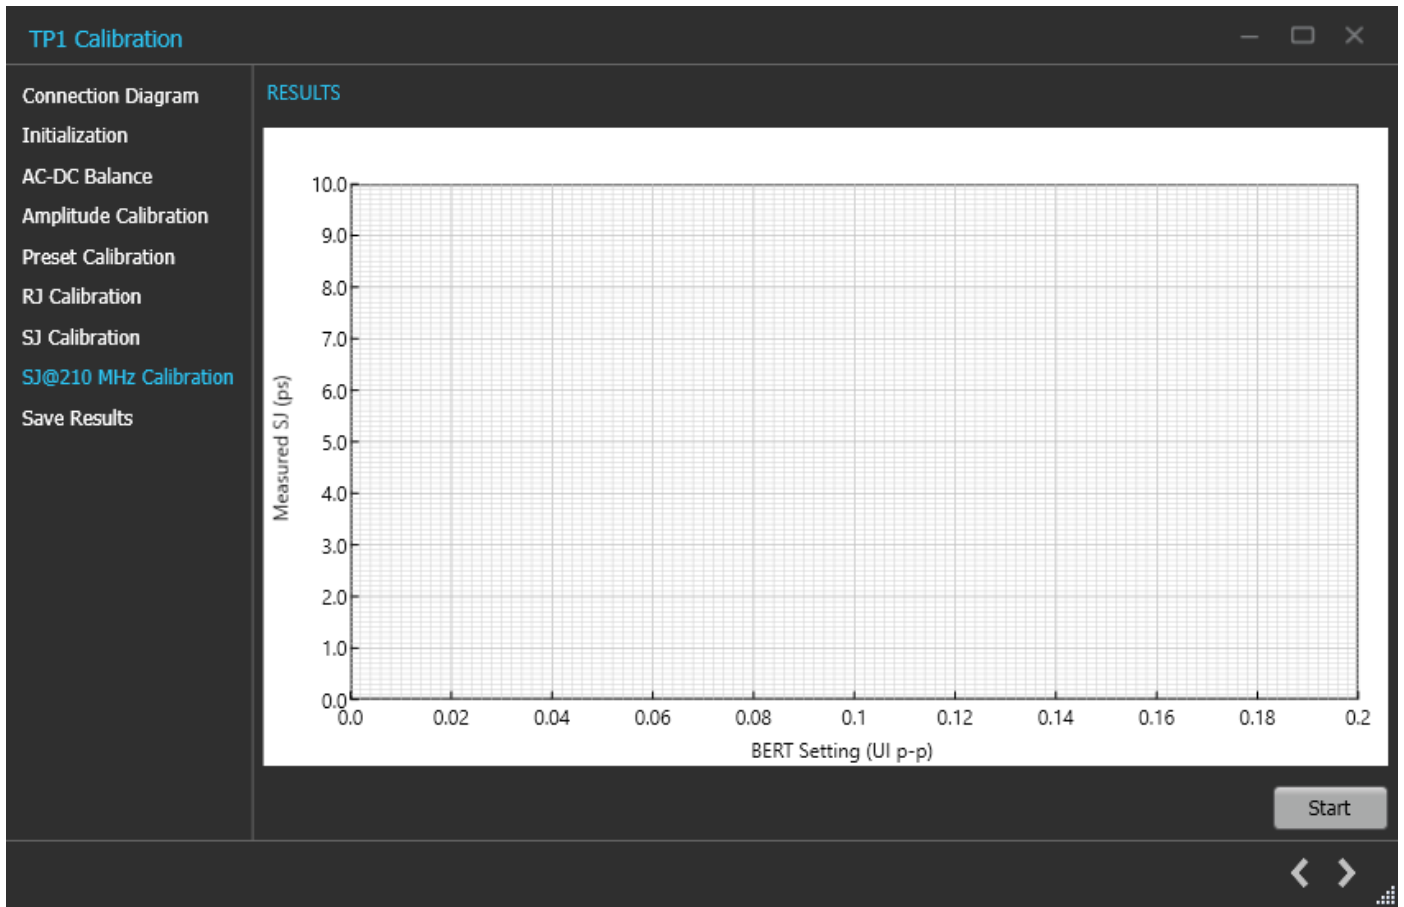 TP1 Calibration
Connection Diagram
Initialization
AC-DC Balance
Amplitude Calibration
Preset Calibration
RJ Calibration
SJ Calibration
SJ@210 MHz Calibration
Save Results
RESULTS
10.0
9.0
8.0
7.0
6.0
5.0
4.0
3.0
2.0
1.0
0.0
Measured SJ (ps)
0.0 0.02 0.04 0.06 0.08 0.1 0.12 0.14 0.16 0.18 0.2
BERT Setting (UI p-p)
Start